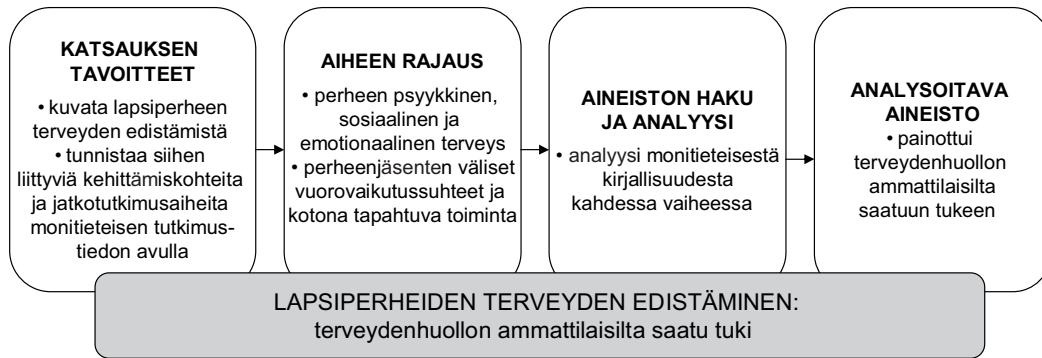 KATSAUKSEN
TAVOITTEET
• kuvata lapsiperheen
terveyden edistämistä
• tunnistaa siihen
liittyviä kehittämiskohteita
ja jatkotutkimusaiheita
monitieteisen tutkimus-
tiedon avulla
AIHEEN RAJAUS
• perheen psyykkinen,
sosiaalinen ja
emotionaalinen terveys
• perheenjäsenten väliset
vuorovaikutussuhteet ja
kotona tapahtuva toiminta
AINEISTON HAKU
JA ANALYYSI
• analyysi monitieteisestä
kirjallisuudesta
kahdessa vaiheessa
ANALYSOITAVA
AINEISTO
• painottui
terveydenhuollon
ammattilaisilta
saatuun tukeen
LAPSIPERHEIDEN TERVEYDEN EDISTÄMINEN:
terveydenhuollon ammattilaisilta saatu tuki